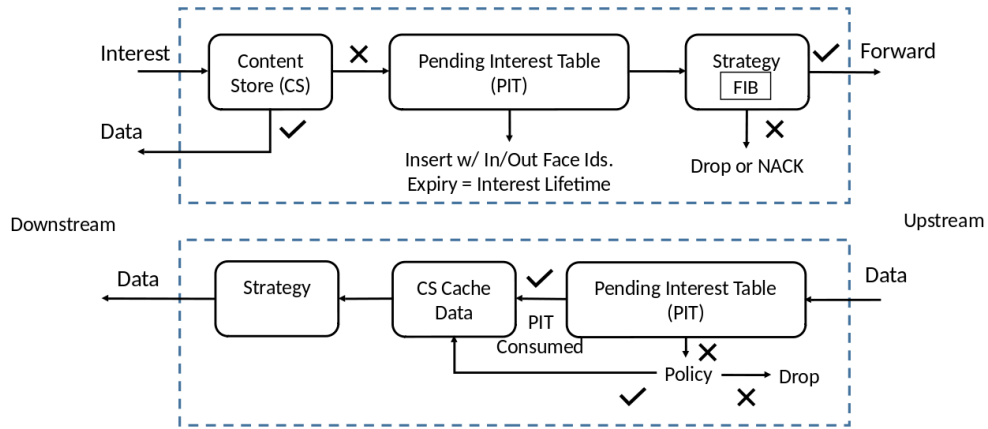 Interest
Content
Store (CS)
Pending Interest Table
(PIT)
Strategy
FIB
Forward
Data
Insert w/ In/Out Face Ids.
Expiry = Interest Lifetime
Drop or NACK
Downstream
Upstream
Data
Strategy
CS Cache
Data
PIT
Consumed
Pending Interest Table
(PIT)
Data
Policy
Drop